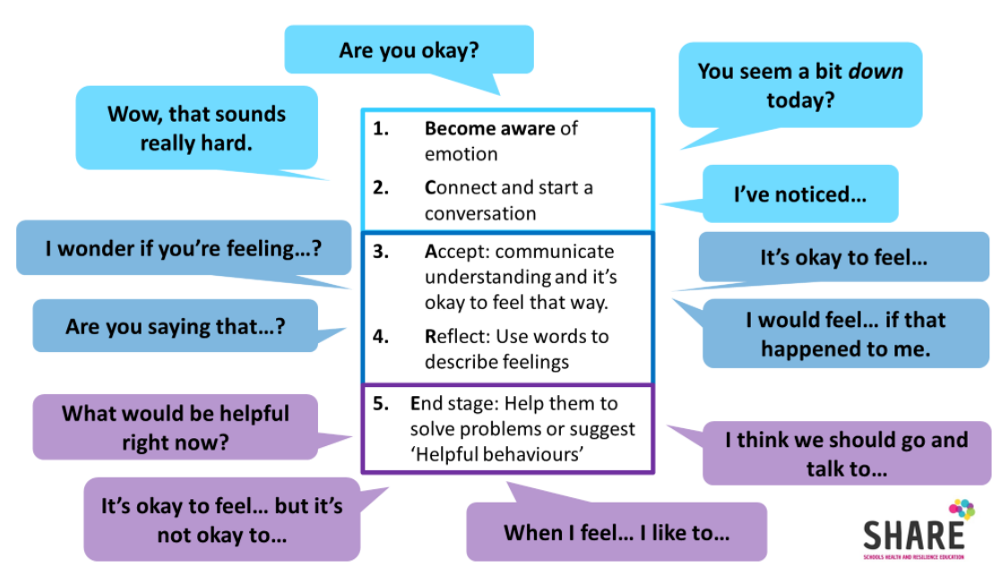 Are you okay?
You seem a bit down
today?
Wow, that sounds
really hard.
I've noticed…
1. Become aware of
emotion
2. Connect and start a
conversation
I wonder if you're feeling…?
Are you saying that…?
3. Accept: communicate
understanding and it's
okay to feel that way.
4. Reflect: Use words to
describe feelings
It's okay to feel…
I would feel… if that
happened to me.
What would be helpful
right now?
It's okay to feel… but it's
not okay to…
5. End stage: Help them to
solve problems or suggest
'Helpful behaviours'
I think we should go and
talk to…
When I feel… I like to…
SHARE
SCHOOLS HEALTH AND RESILIENCE EDUCATION